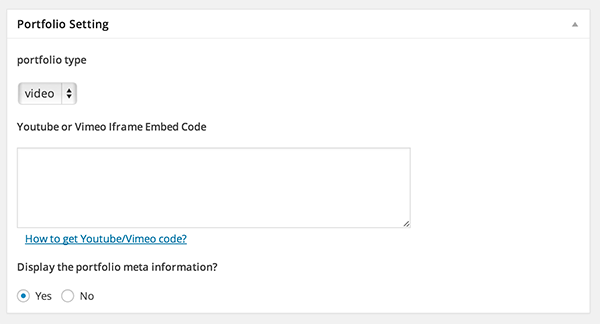 Portfolio Setting
portfolio type
video
Youtube or Vimeo Iframe Embed Code
How to get Youtube/Vimeo code?
Display the portfolio meta information?
Yes No